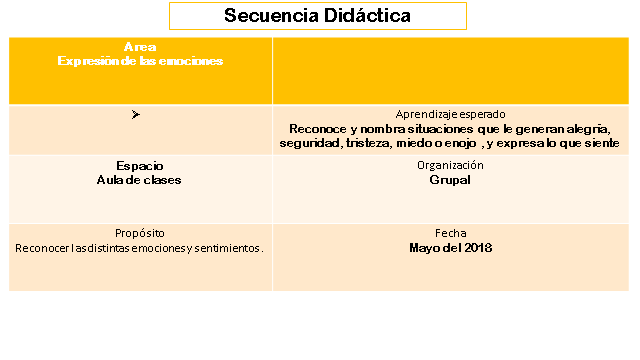 Secuencia Didáctica
Area
Expresión de las emociones
➤
Aprendizaje esperado
Reconoce y nombra situaciones que le generan alegría,
seguridad, tristeza, miedo o enojo , y expresa lo que siente
Espacio
Aula de clases
Organización
Grupal
Propósito
Reconocer las distintas emociones y sentimientos.
Fecha
Mayo del 2018